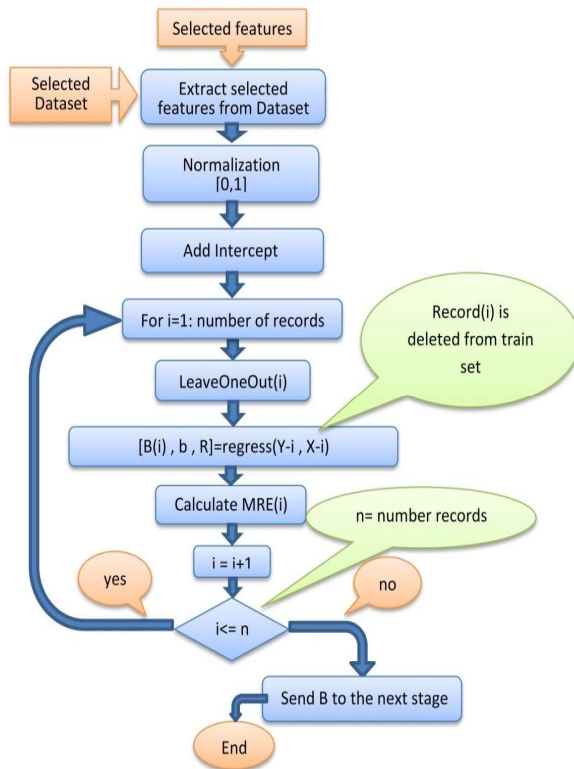 Selected features
Selected
Dataset
Extract selected
features from Dataset
Normalization
[0,1]
Add Intercept
For i=1: number of records
Record(i) is
deleted from train
set
LeaveOneOut(i)
[B(i) , b , R]=regress(Y-i , X-i)
Calculate MRE(i)
n= number records
i = i+1
yes
no
i<= n
Send B to the next stage
End